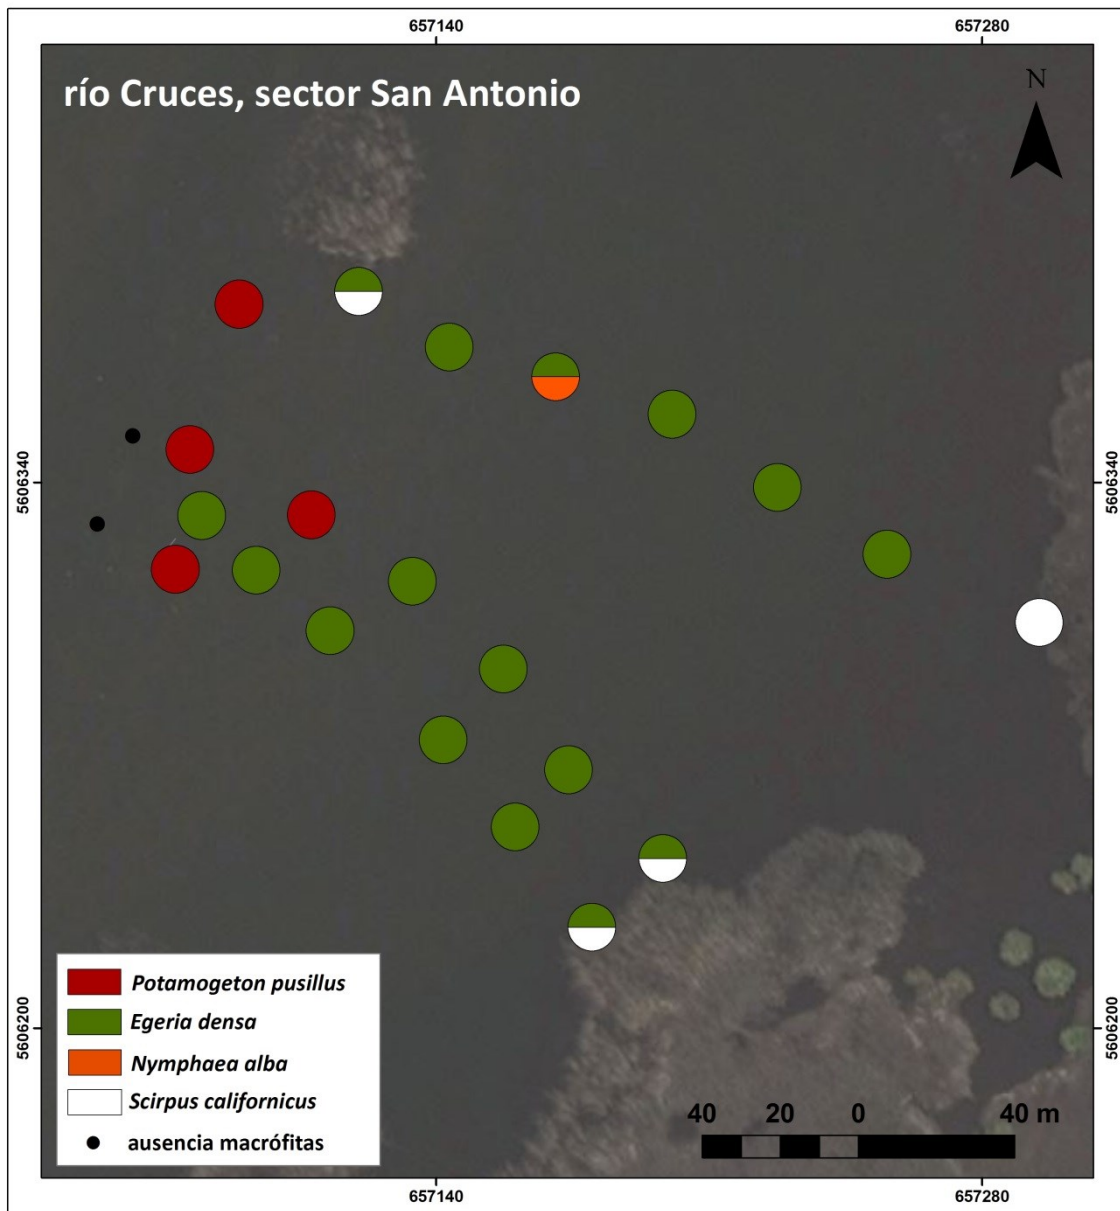 657140 657280
río Cruces, sector San Antonio
N
5606340 5606340
Potamogeton pusillus
Egeria densa
Nymphaea alba
Scirpus californicus
ausencia macrófitas
5606200 5606200
40 20 0 40 m
657140 657280